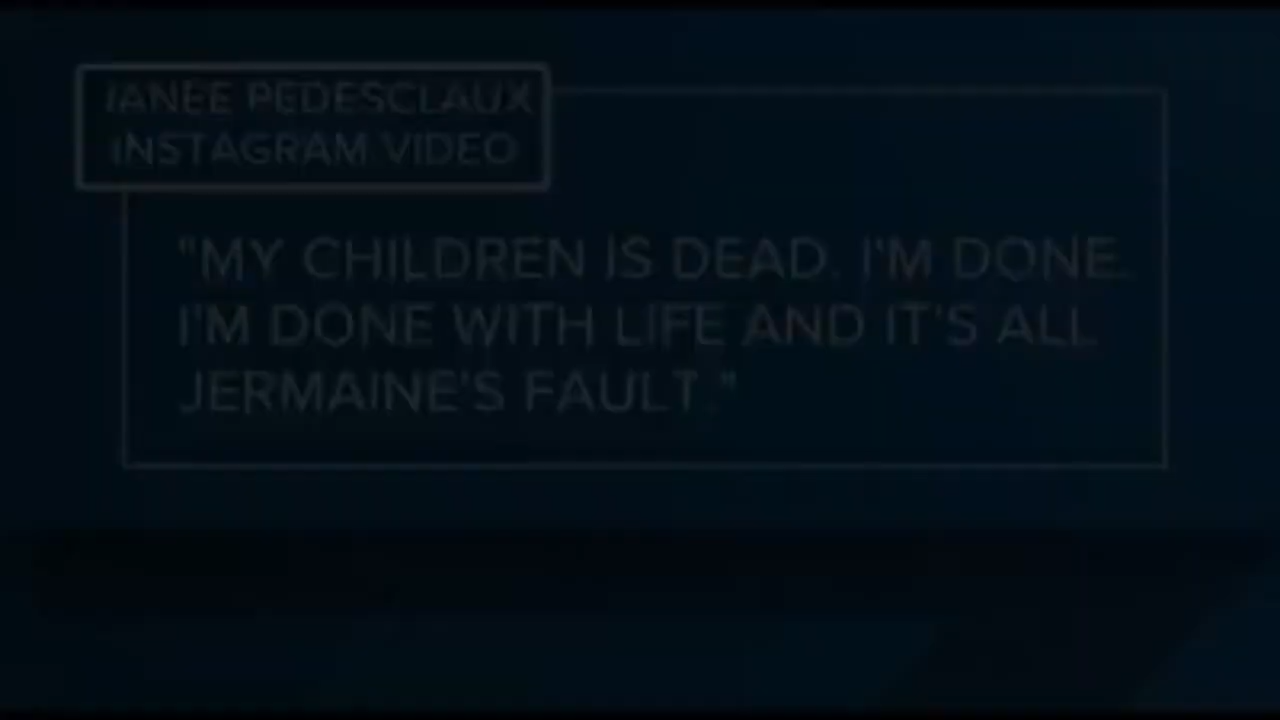 JANEE PEDESCLAUX
INSTAGRAM VIDEO
"MY CHILDREN IS DEAD. I'M DONE.
I'M DONE WITH LIFE AND IT'S ALL
JERMAINE'S FAULT."